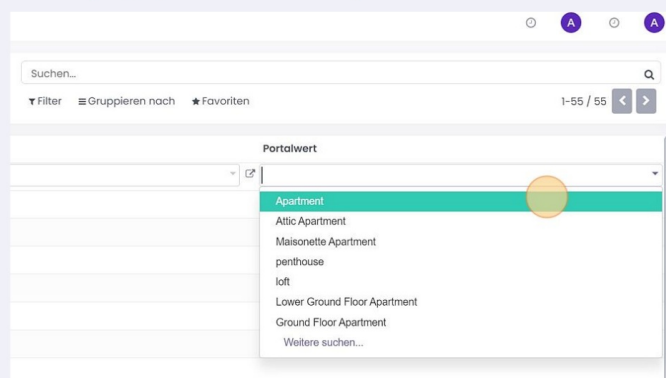 A A
Suchen...
Filter Gruppieren nach Favoriten 1-55 / 55
Portalwert
Apartment
Attic Apartment
Maisonette Apartment
penthouse
loft
Lower Ground Floor Apartment
Ground Floor Apartment
Weitere suchen...